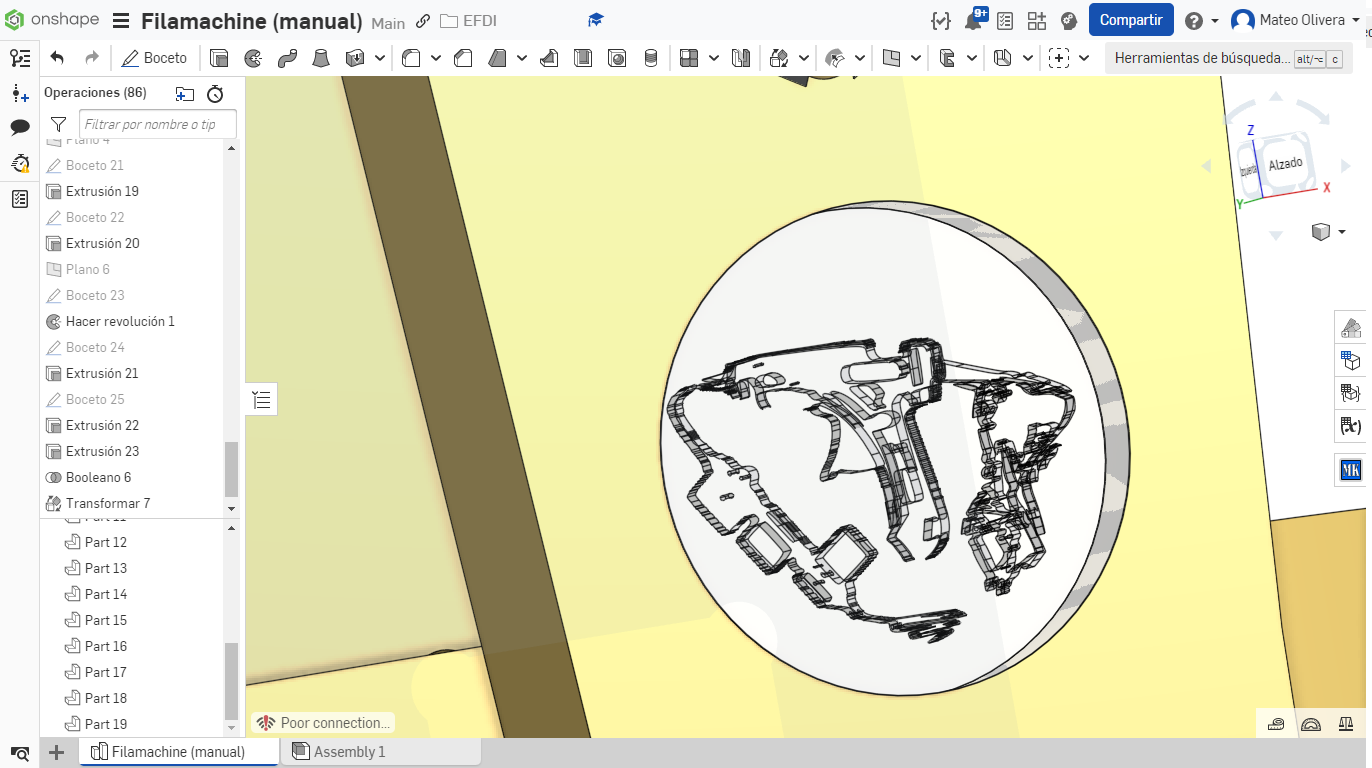 onshape
Filamachine (manual)
Main
EFDI
9+
Compartir
Mateo Olivera
Boceto
Herramientas de búsqueda...
alt/⌥
c
Operaciones (86)
Filtrar por nombre o tip
Plano 4
Boceto 21
Extrusión 19
Boceto 22
Extrusión 20
Plano 6
Boceto 23
Hacer revolución 1
Boceto 24
Extrusión 21
Boceto 25
Extrusión 22
Extrusión 23
Booleano 6
Transformar 7
Part 11
Part 12
Part 13
Part 14
Part 15
Part 16
Part 17
Part 18
Part 19
Z
Alzado
X
Y
(x)
MK
Poor connection...
Filamachine (manual)
Assembly 1